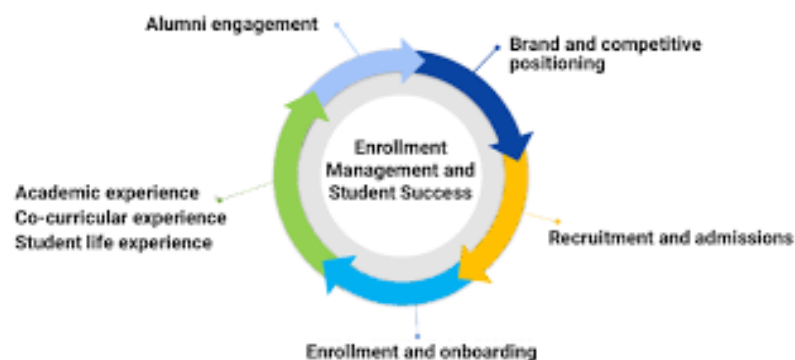 Alumni engagement
Brand and competitive
positioning
Enrollment
Management and
Student Success
Academic experience
Co-curricular experience
Student life experience
Recruitment and admissions
Enrollment and onboarding